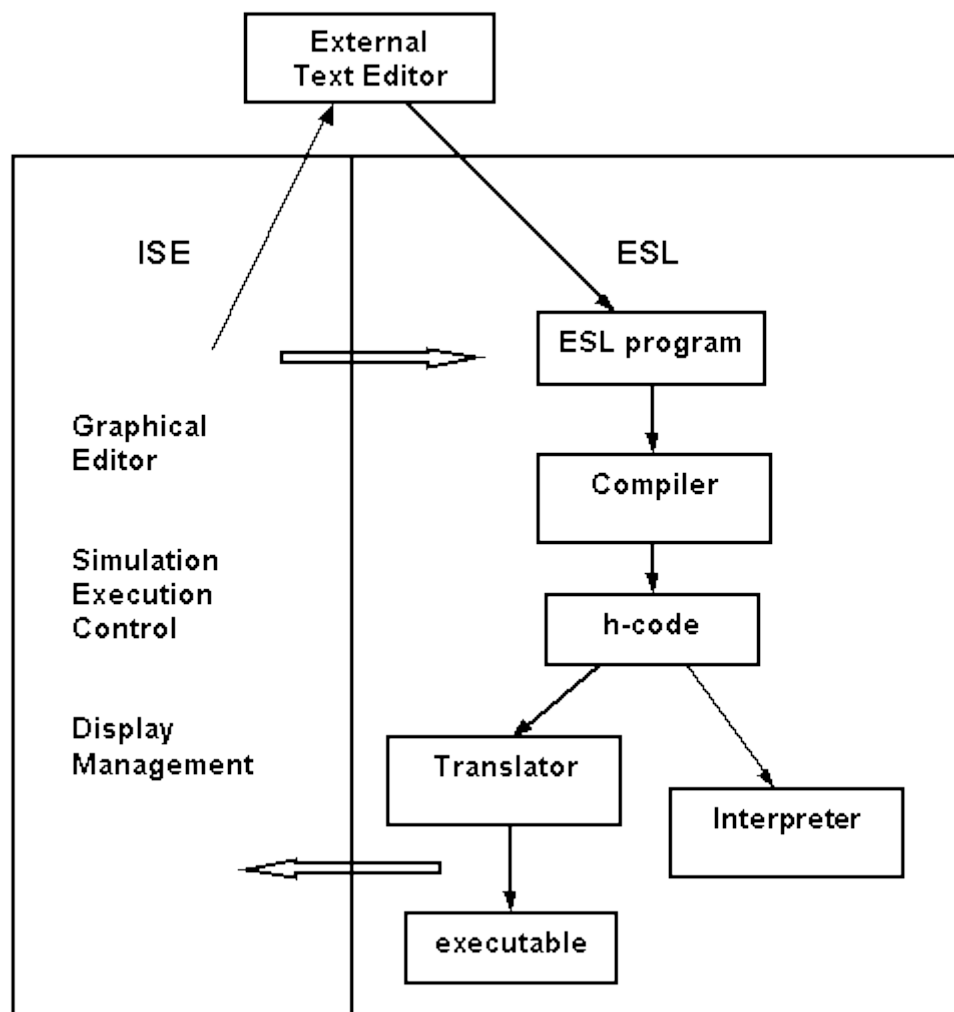 External
Text Editor
ISE
ESL
ESL program
Graphical
Editor
Compiler
Simulation
Execution
Control
h-code
Display
Management
Translator
Interpreter
executable